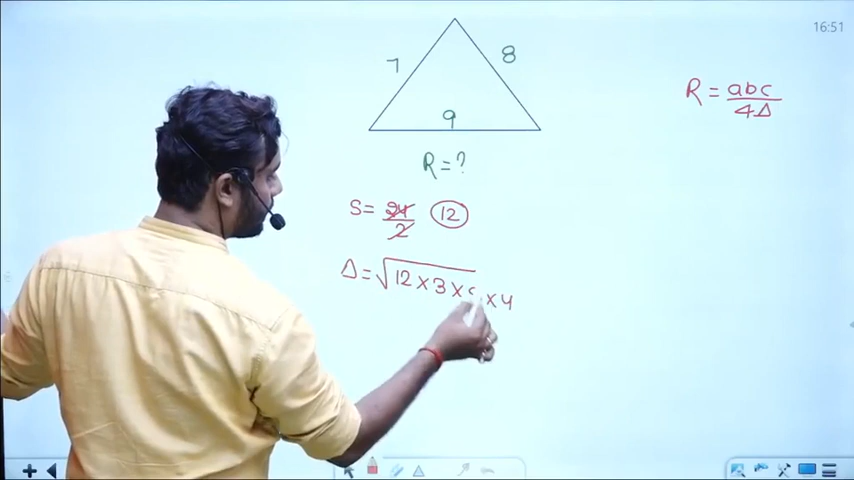 16:51
7
8
9
R = abc/4Δ
R = ?
S = 24/2 12
Δ = √12 × 3 × × 4